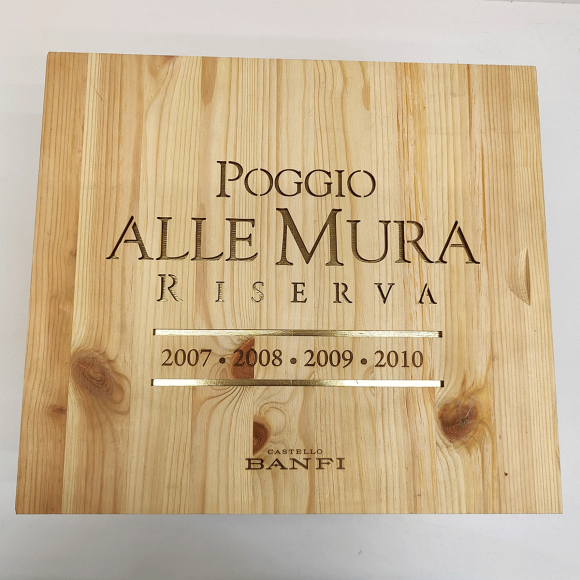 POGGIO
ALLE MURA
RISERVA
2007 • 2008 • 2009 • 2010
CASTELLO
BANFI